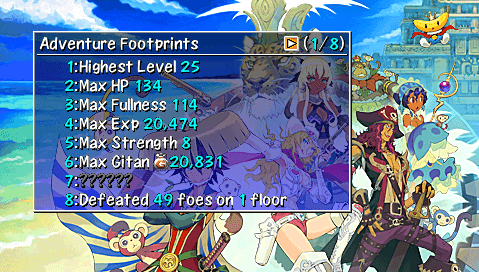 Adventure Footprints (1/8)
1:Highest Level 25
2:Max HP 134
3:Max Fullness 114
4:Max Exp 20,474
5:Max Strength 8
6:Max Gitan 20,831
7:??????
8:Defeated 49 foes on 1 floor